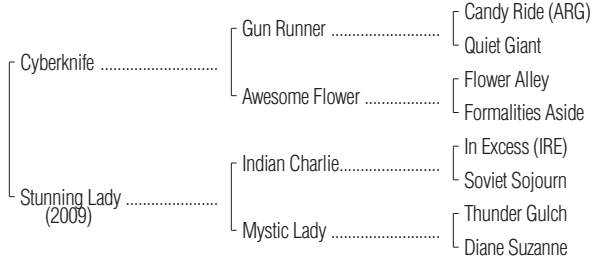 Candy Ride (ARG)
Gun Runner ........................
Quiet Giant
Cyberknife ..........................
Flower Alley
Awesome Flower ................
Formalities Aside
In Excess (IRE)
Indian Charlie......................
Soviet Sojourn
Stunning Lady ....................
(2009)
Thunder Gulch
Mystic Lady ........................
Diane Suzanne